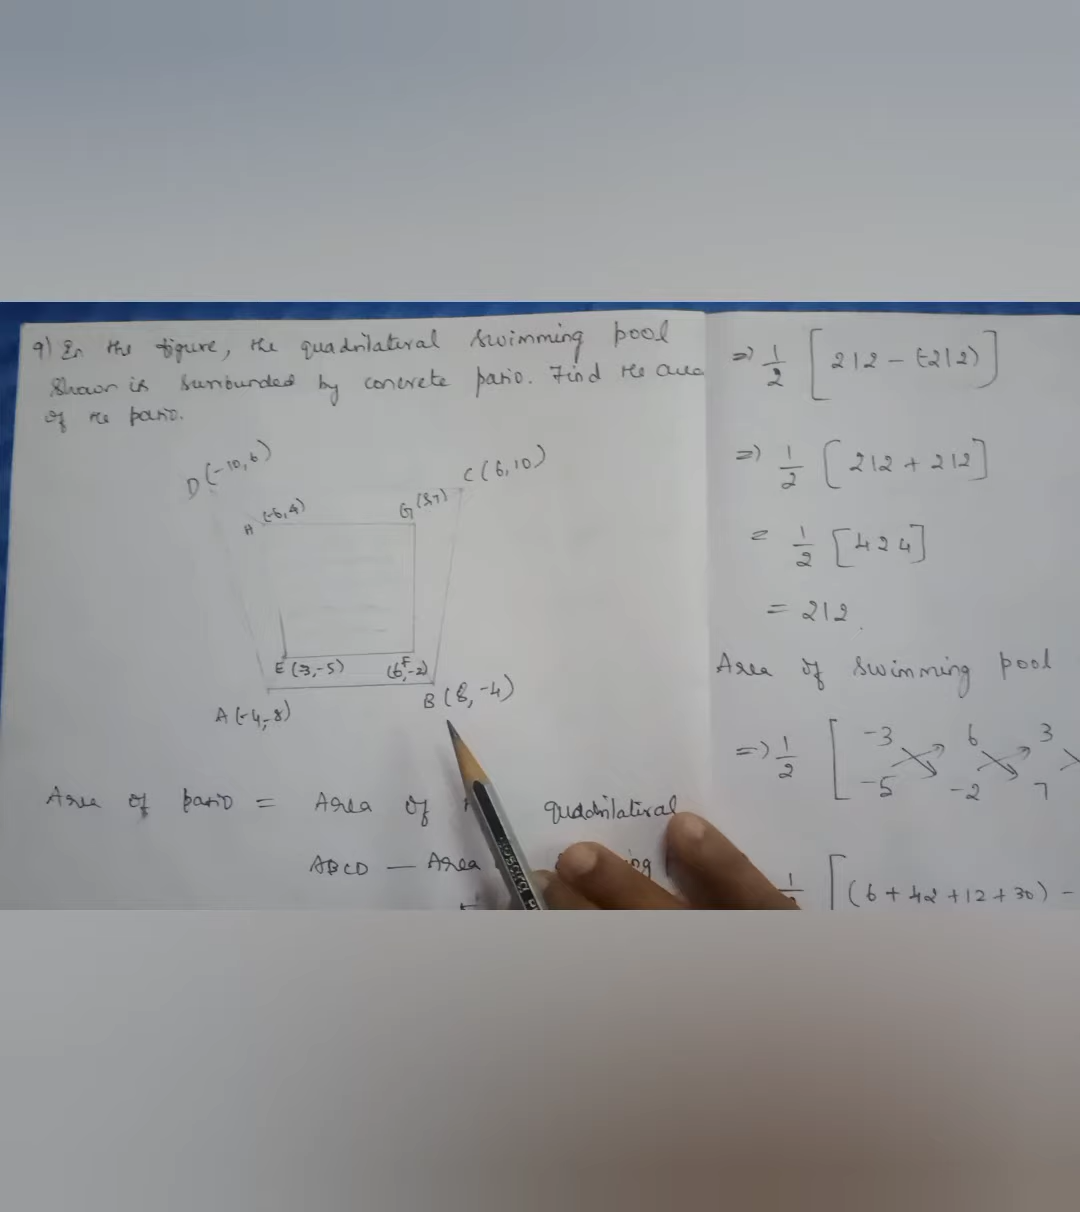 9) In the figure, the quadrilateral swimming pool
shown is surrounded by concrete patio. Find the area
of the patio.
D(-10,6)
C(6,10)
H (-6,4)
G(3,7)
E(-3,-5)
F(6,-2)
B(8,-4)
A(-4,-8)
Area of patio = Area of quadrilateral
ABCD - Area
=) 1/2 [212-(-212)]
=) 1/2 [212+212]
= 1/2 [424]
= 212.
Area of swimming pool
=) 1/2 [ -3 6 3
-5 -2 7
1/2 [(6+42+12+30) -